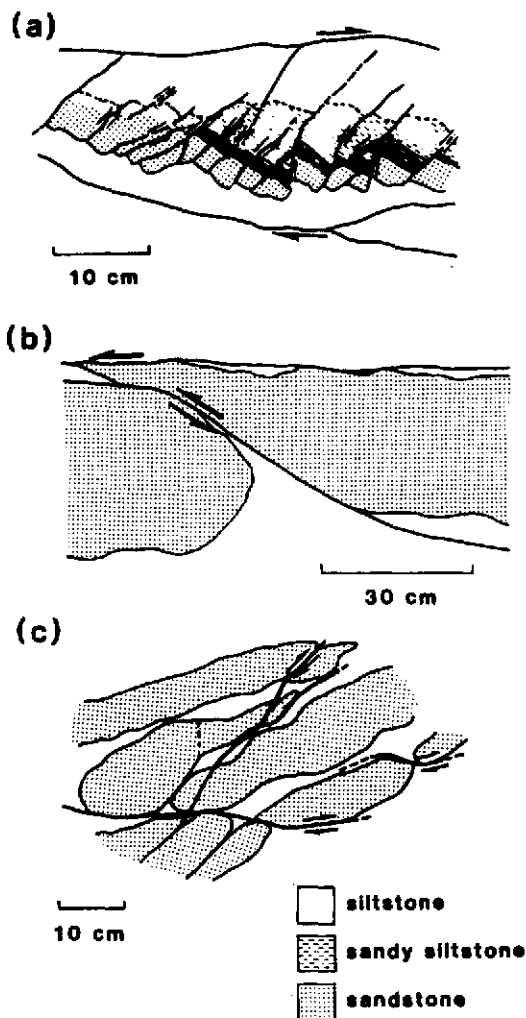 (a)
10 cm
(b)
30 cm
(c)
10 cm
siltstone
sandy siltstone
sandstone